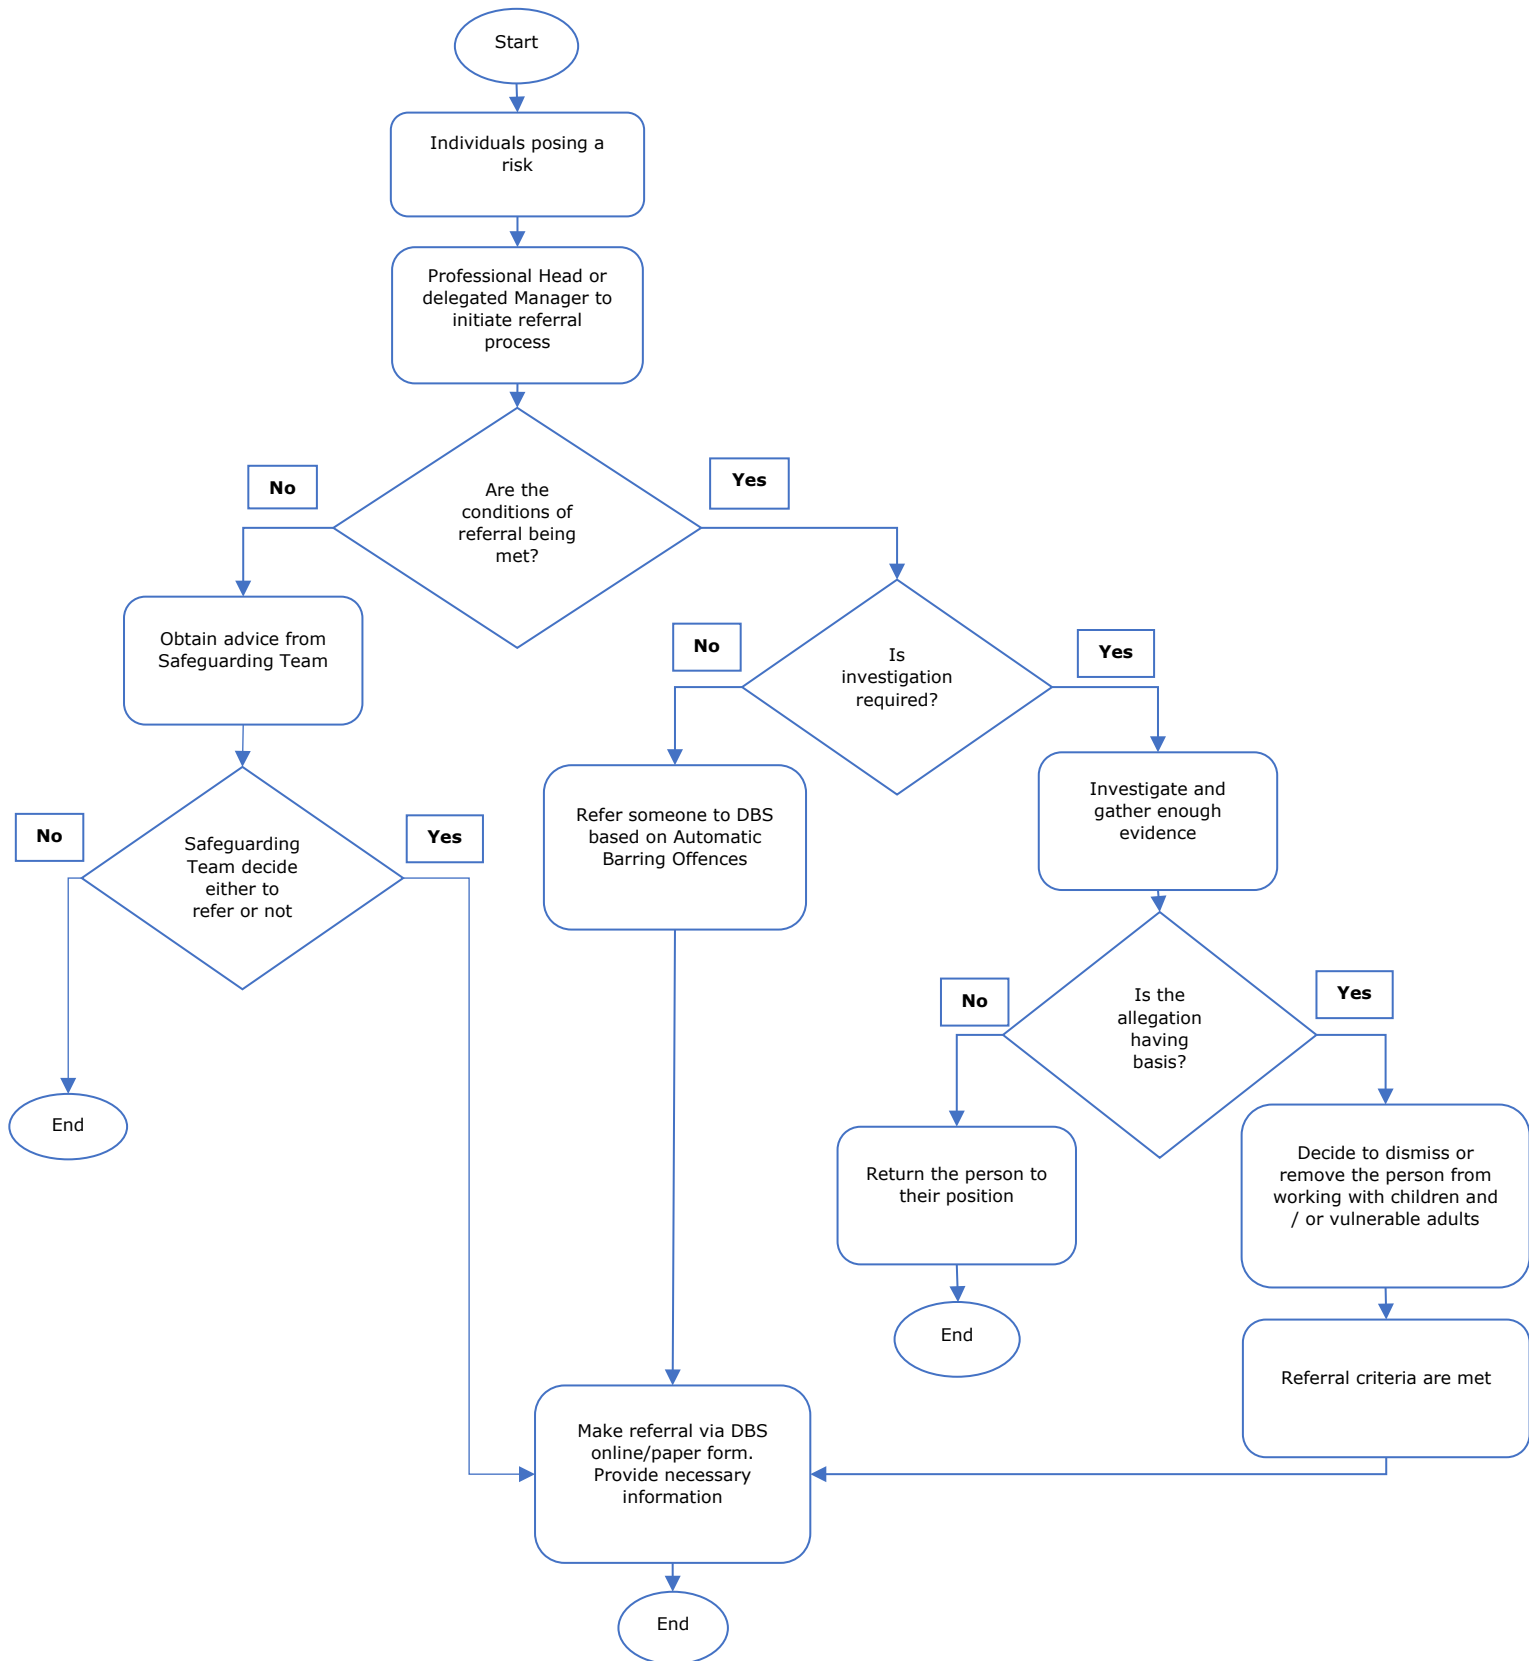 Start
Individuals posing a
risk
Professional Head or
delegated Manager to
initiate referral
process
No
Yes
Are the
conditions of
referral being
met?
Obtain advice from
Safeguarding Team
No
Yes
Is
investigation
required?
No
Yes
Safeguarding
Team decide
either to
refer or not
Refer someone to DBS
based on Automatic
Barring Offences
Investigate and
gather enough
evidence
No
Yes
Is the
allegation
having
basis?
End
Return the person to
their position
Decide to dismiss or
remove the person from
working with children and
/ or vulnerable adults
End
Referral criteria are met
Make referral via DBS
online/paper form.
Provide necessary
information
End